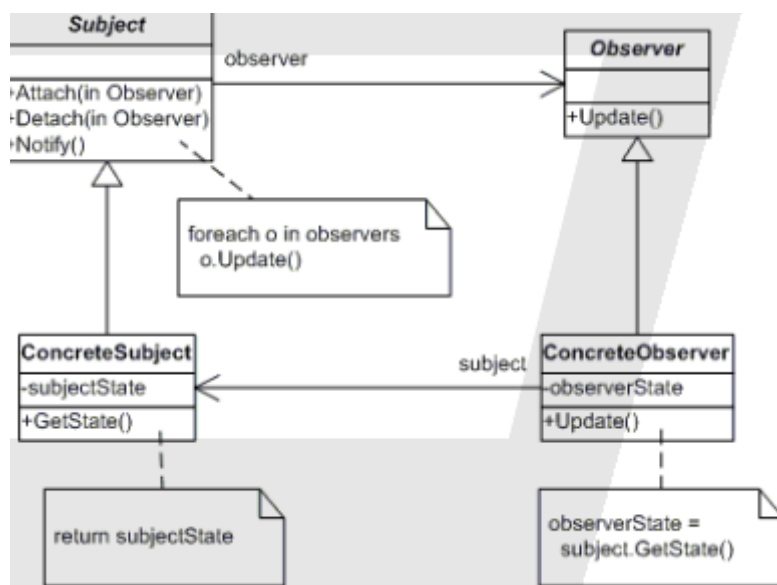 Subject
observer
Observer
+Attach(in Observer)
+Detach(in Observer)
+Notify()
+Update()
foreach o in observers
o.Update()
ConcreteSubject
-subjectState
+GetState()
subject
ConcreteObserver
-observerState
+Update()
return subjectState
observerState =
subject.GetState()